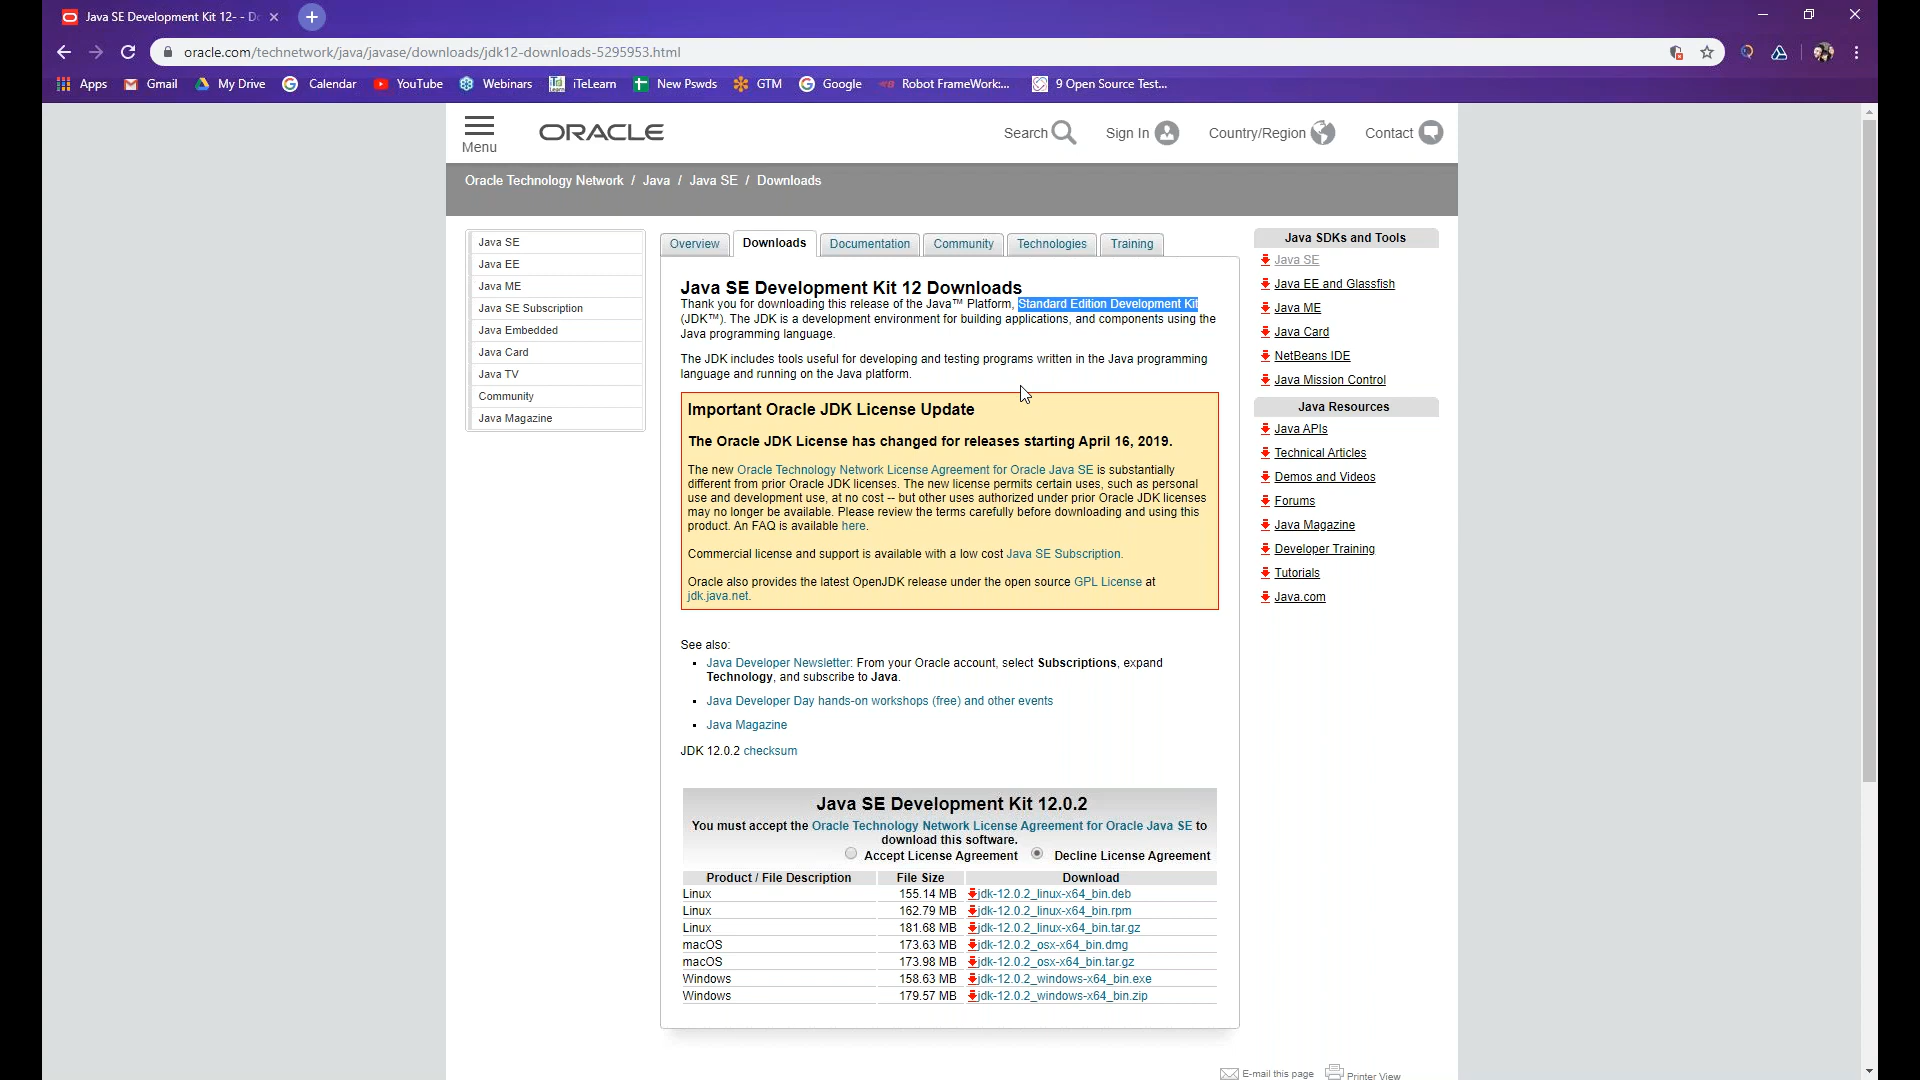 Java SE Development Kit 12- - D
oracle.com/technetwork/java/javase/downloads/jdk12-downloads-5295953.html
Apps Gmail My Drive Calendar YouTube Webinars iTeLearn New Pswds GTM Google Robot FrameWork:... 9 Open Source Test...
Menu
ORACLE
Search Sign In Country/Region Contact
Oracle Technology Network / Java / Java SE / Downloads
Java SE
Java EE
Java ME
Java SE Subscription
Java Embedded
Java Card
Java TV
Community
Java Magazine
Overview Downloads Documentation Community Technologies Training
Java SE Development Kit 12 Downloads
Thank you for downloading this release of the Java™ Platform, Standard Edition Development Kit
(JDK™). The JDK is a development environment for building applications, and components using the
Java programming language.
The JDK includes tools useful for developing and testing programs written in the Java programming
language and running on the Java platform.
Important Oracle JDK License Update
The Oracle JDK License has changed for releases starting April 16, 2019.
The new Oracle Technology Network License Agreement for Oracle Java SE is substantially
different from prior Oracle JDK licenses. The new license permits certain uses, such as personal
use and development use, at no cost -- but other uses authorized under prior Oracle JDK licenses
may no longer be available. Please review the terms carefully before downloading and using this
product. An FAQ is available here.
Commercial license and support is available with a low cost Java SE Subscription.
Oracle also provides the latest OpenJDK release under the open source GPL License at
jdk.java.net.
See also:
Java Developer Newsletter: From your Oracle account, select Subscriptions, expand
Technology, and subscribe to Java.
Java Developer Day hands-on workshops (free) and other events
Java Magazine
JDK 12.0.2 checksum
Java SE Development Kit 12.0.2
You must accept the Oracle Technology Network License Agreement for Oracle Java SE to
download this software.
Accept License Agreement Decline License Agreement
Product / File Description File Size Download
Linux 155.14 MB jdk-12.0.2_linux-x64_bin.deb
Linux 162.79 MB jdk-12.0.2_linux-x64_bin.rpm
Linux 181.68 MB jdk-12.0.2_linux-x64_bin.tar.gz
macOS 173.63 MB jdk-12.0.2_osx-x64_bin.dmg
macOS 173.98 MB jdk-12.0.2_osx-x64_bin.tar.gz
Windows 158.63 MB jdk-12.0.2_windows-x64_bin.exe
Windows 179.57 MB jdk-12.0.2_windows-x64_bin.zip
Java SDKs and Tools
Java SE
Java EE and Glassfish
Java ME
Java Card
NetBeans IDE
Java Mission Control
Java Resources
Java APIs
Technical Articles
Demos and Videos
Forums
Java Magazine
Developer Training
Tutorials
Java.com
E-mail this page Printer View